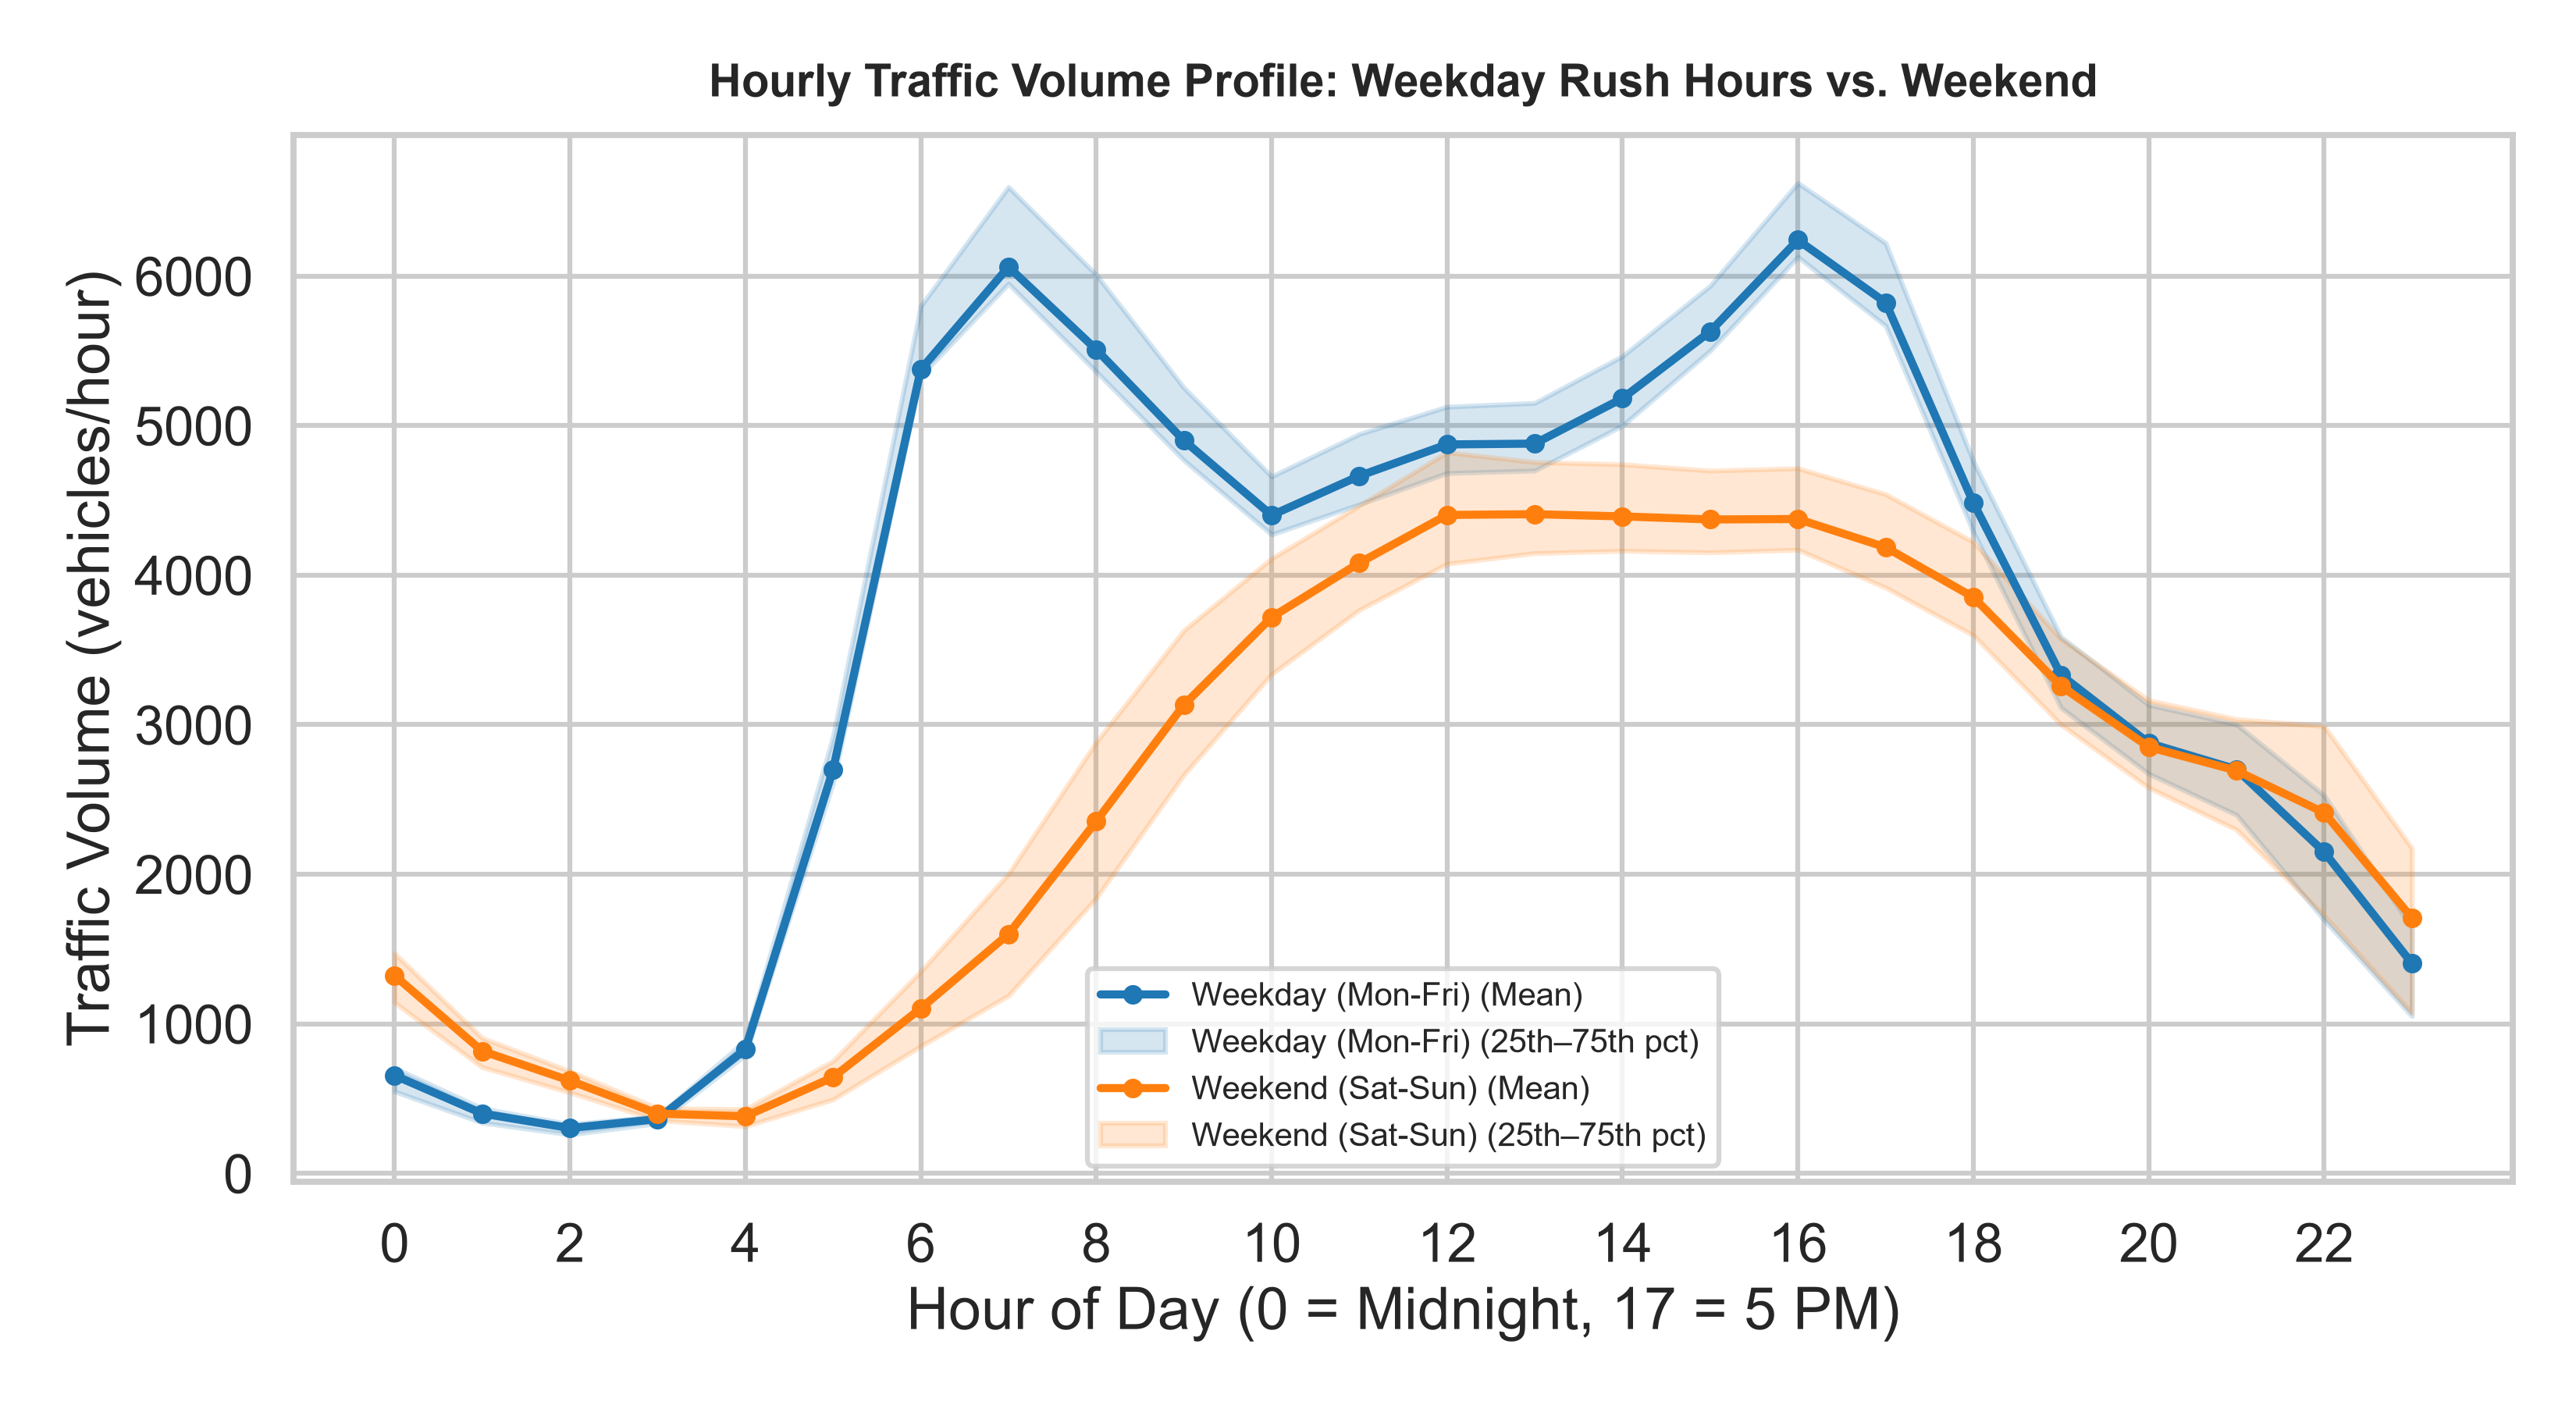 Hourly Traffic Volume Profile: Weekday Rush Hours vs. Weekend
Traffic Volume (vehicles/hour)
6000
5000
4000
3000
2000
1000
0
Weekday (Mon-Fri) (Mean)
Weekday (Mon-Fri) (25th–75th pct)
Weekend (Sat-Sun) (Mean)
Weekend (Sat-Sun) (25th–75th pct)
0 2 4 6 8 10 12 14 16 18 20 22
Hour of Day (0 = Midnight, 17 = 5 PM)